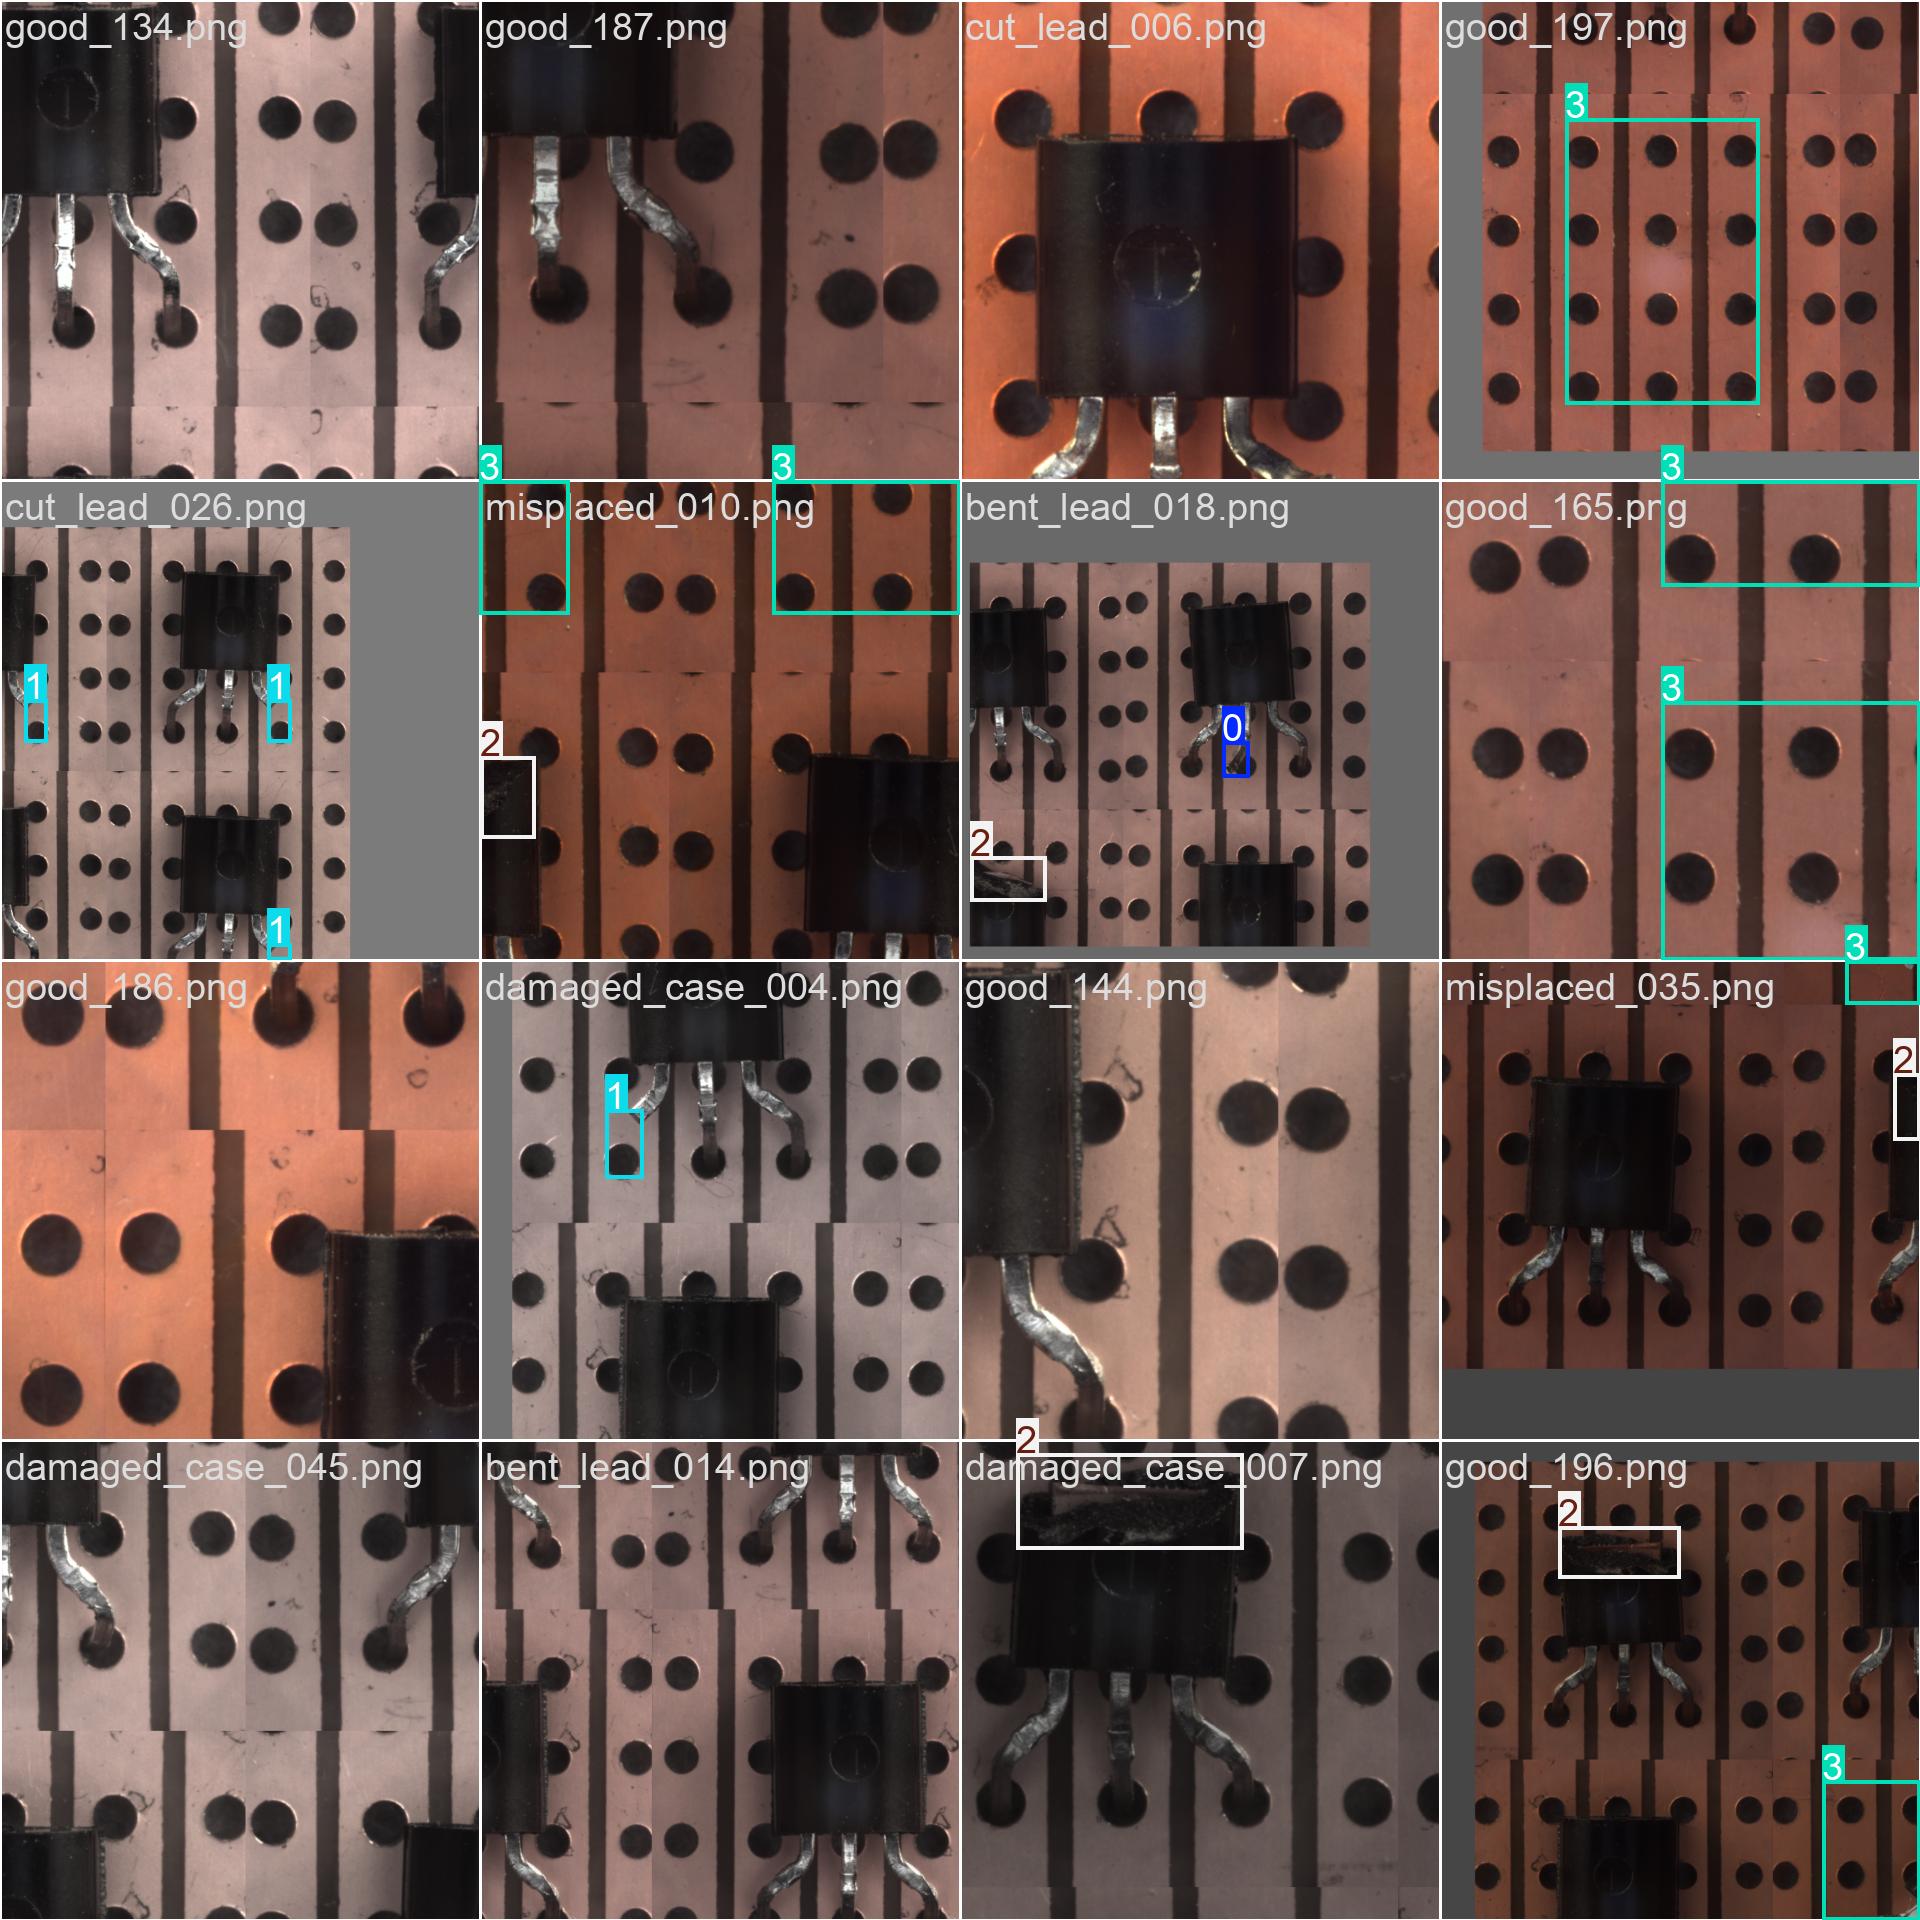 good_134.png
good_187.png
cut_lead_006.png
good_197.png
3
3
3
3
cut_lead_026.png
misplaced_010.png
bent_lead_018.png
good_165.png
1
1
0
3
2
2
1
3
good_186.png
damaged_case_004.png
good_144.png
misplaced_035.png
2
1
2
damaged_case_045.png
bent_lead_014.png
damaged_case_007.png
good_196.png
2
3